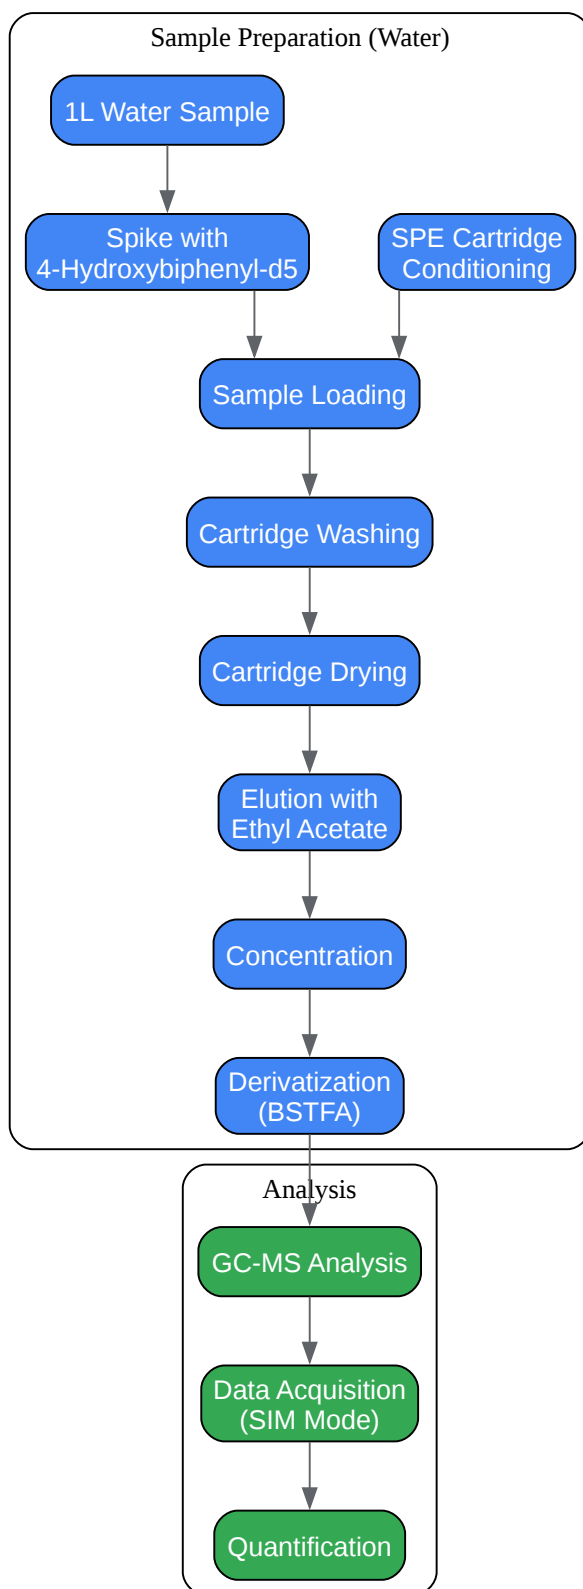 Sample Preparation (Water)
1L Water Sample
Spike with
4-Hydroxybiphenyl-d5
SPE Cartridge
Conditioning
Sample Loading
Cartridge Washing
Cartridge Drying
Elution with
Ethyl Acetate
Concentration
Derivatization
(BSTFA)
Analysis
GC-MS Analysis
Data Acquisition
(SIM Mode)
Quantification